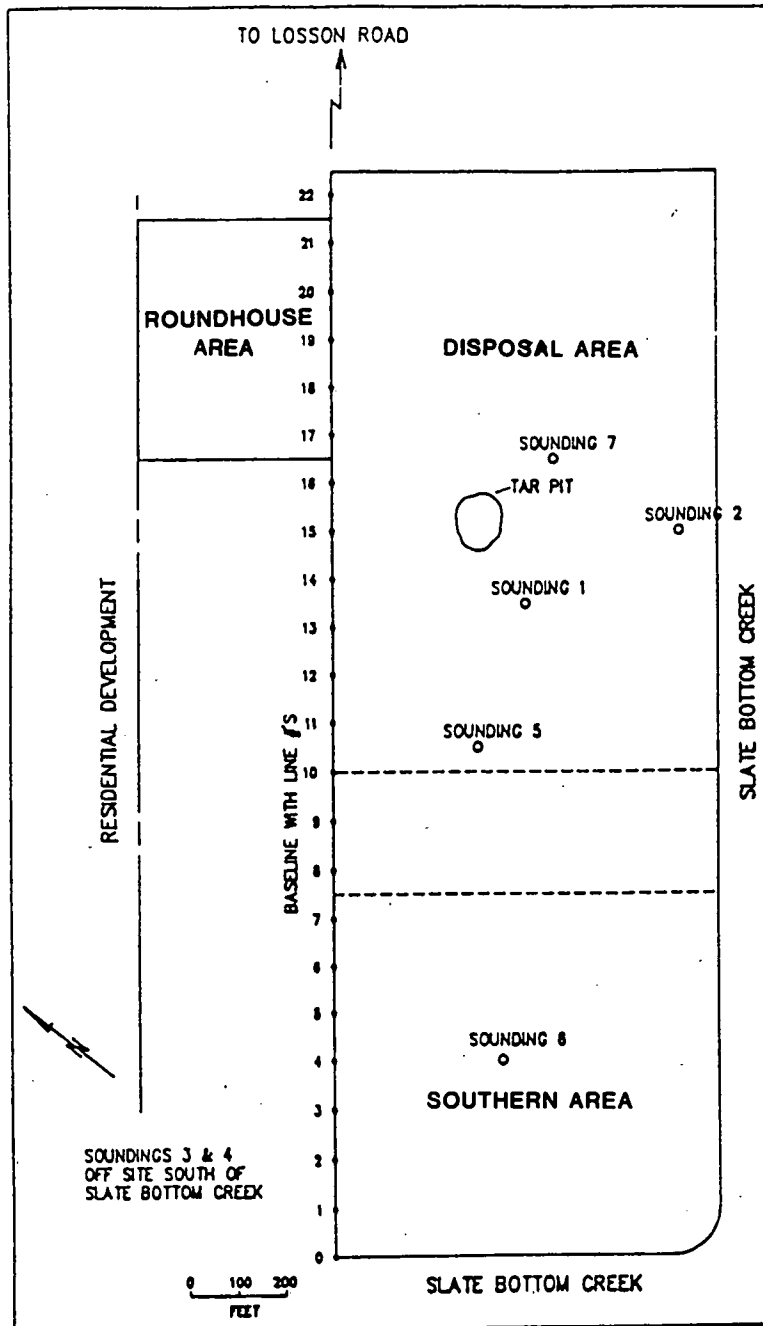 TO LOSSON ROAD
22
21
20
ROUNDHOUSE
AREA
19
DISPOSAL AREA
18
17
SOUNDING 7
16
TAR PIT
15
SOUNDING 2
14
SOUNDING 1
13
12
11
SOUNDING 5
10
9
8
7
6
5
4
3
2
1
0
RESIDENTIAL DEVELOPMENT
BASELINE WITH LINE #'S
SLATE BOTTOM CREEK
N
SOUNDING 6
SOUTHERN AREA
SOUNDINGS 3 & 4
OFF SITE SOUTH OF
SLATE BOTTOM CREEK
0 100 200
FEET
SLATE BOTTOM CREEK